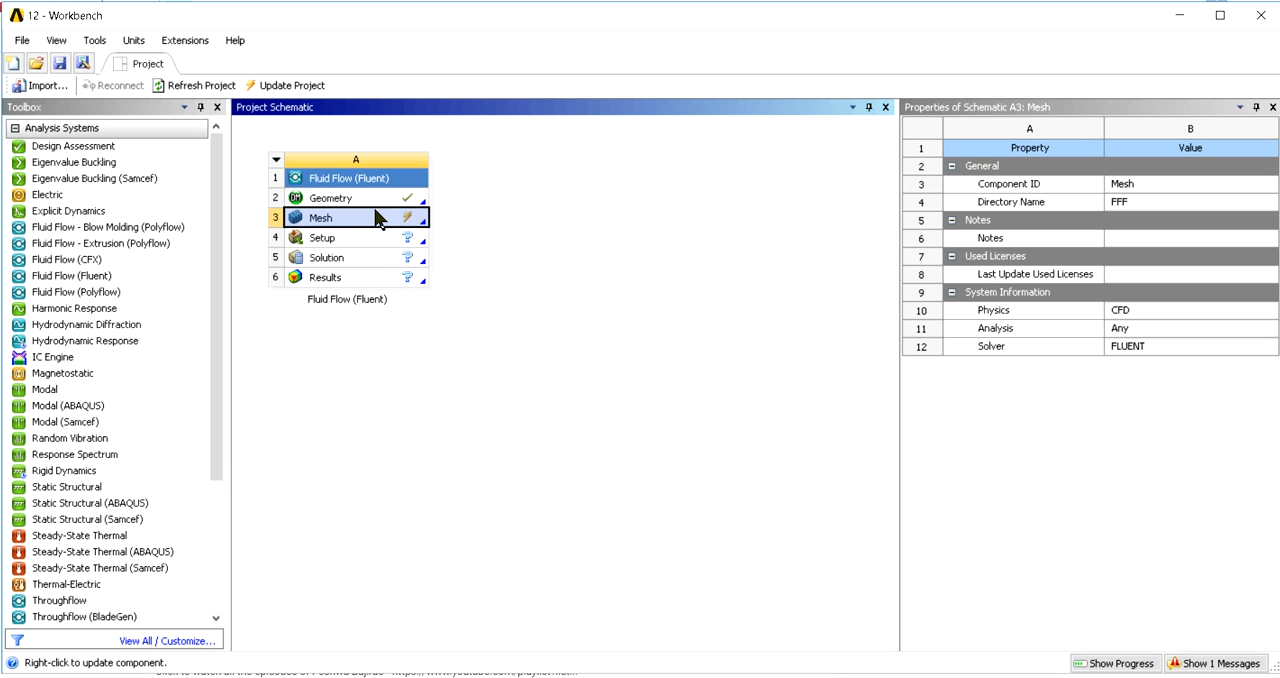 12 - Workbench
File View Tools Units Extensions Help
Project
Import... Reconnect Refresh Project Update Project
Toolbox
Analysis Systems
Design Assessment
Eigenvalue Buckling
Eigenvalue Buckling (Samcef)
Electric
Explicit Dynamics
Fluid Flow - Blow Molding (Polyflow)
Fluid Flow - Extrusion (Polyflow)
Fluid Flow (CFX)
Fluid Flow (Fluent)
Fluid Flow (Polyflow)
Harmonic Response
Hydrodynamic Diffraction
Hydrodynamic Response
IC Engine
Magnetostatic
Modal
Modal (ABAQUS)
Modal (Samcef)
Random Vibration
Response Spectrum
Rigid Dynamics
Static Structural
Static Structural (ABAQUS)
Static Structural (Samcef)
Steady-State Thermal
Steady-State Thermal (ABAQUS)
Steady-State Thermal (Samcef)
Thermal-Electric
Throughflow
Throughflow (BladeGen)
View All / Customize...
Project Schematic
A
1 Fluid Flow (Fluent)
2 DM Geometry
3 Mesh
4 Setup ?
5 Solution ?
6 Results ?
Fluid Flow (Fluent)
Properties of Schematic A3: Mesh
A B
1 Property Value
2 General
3 Component ID Mesh
4 Directory Name FFF
5 Notes
6 Notes
7 Used Licenses
8 Last Update Used Licenses
9 System Information
10 Physics CFD
11 Analysis Any
12 Solver FLUENT
Right-click to update component.
Show Progress Show 1 Messages